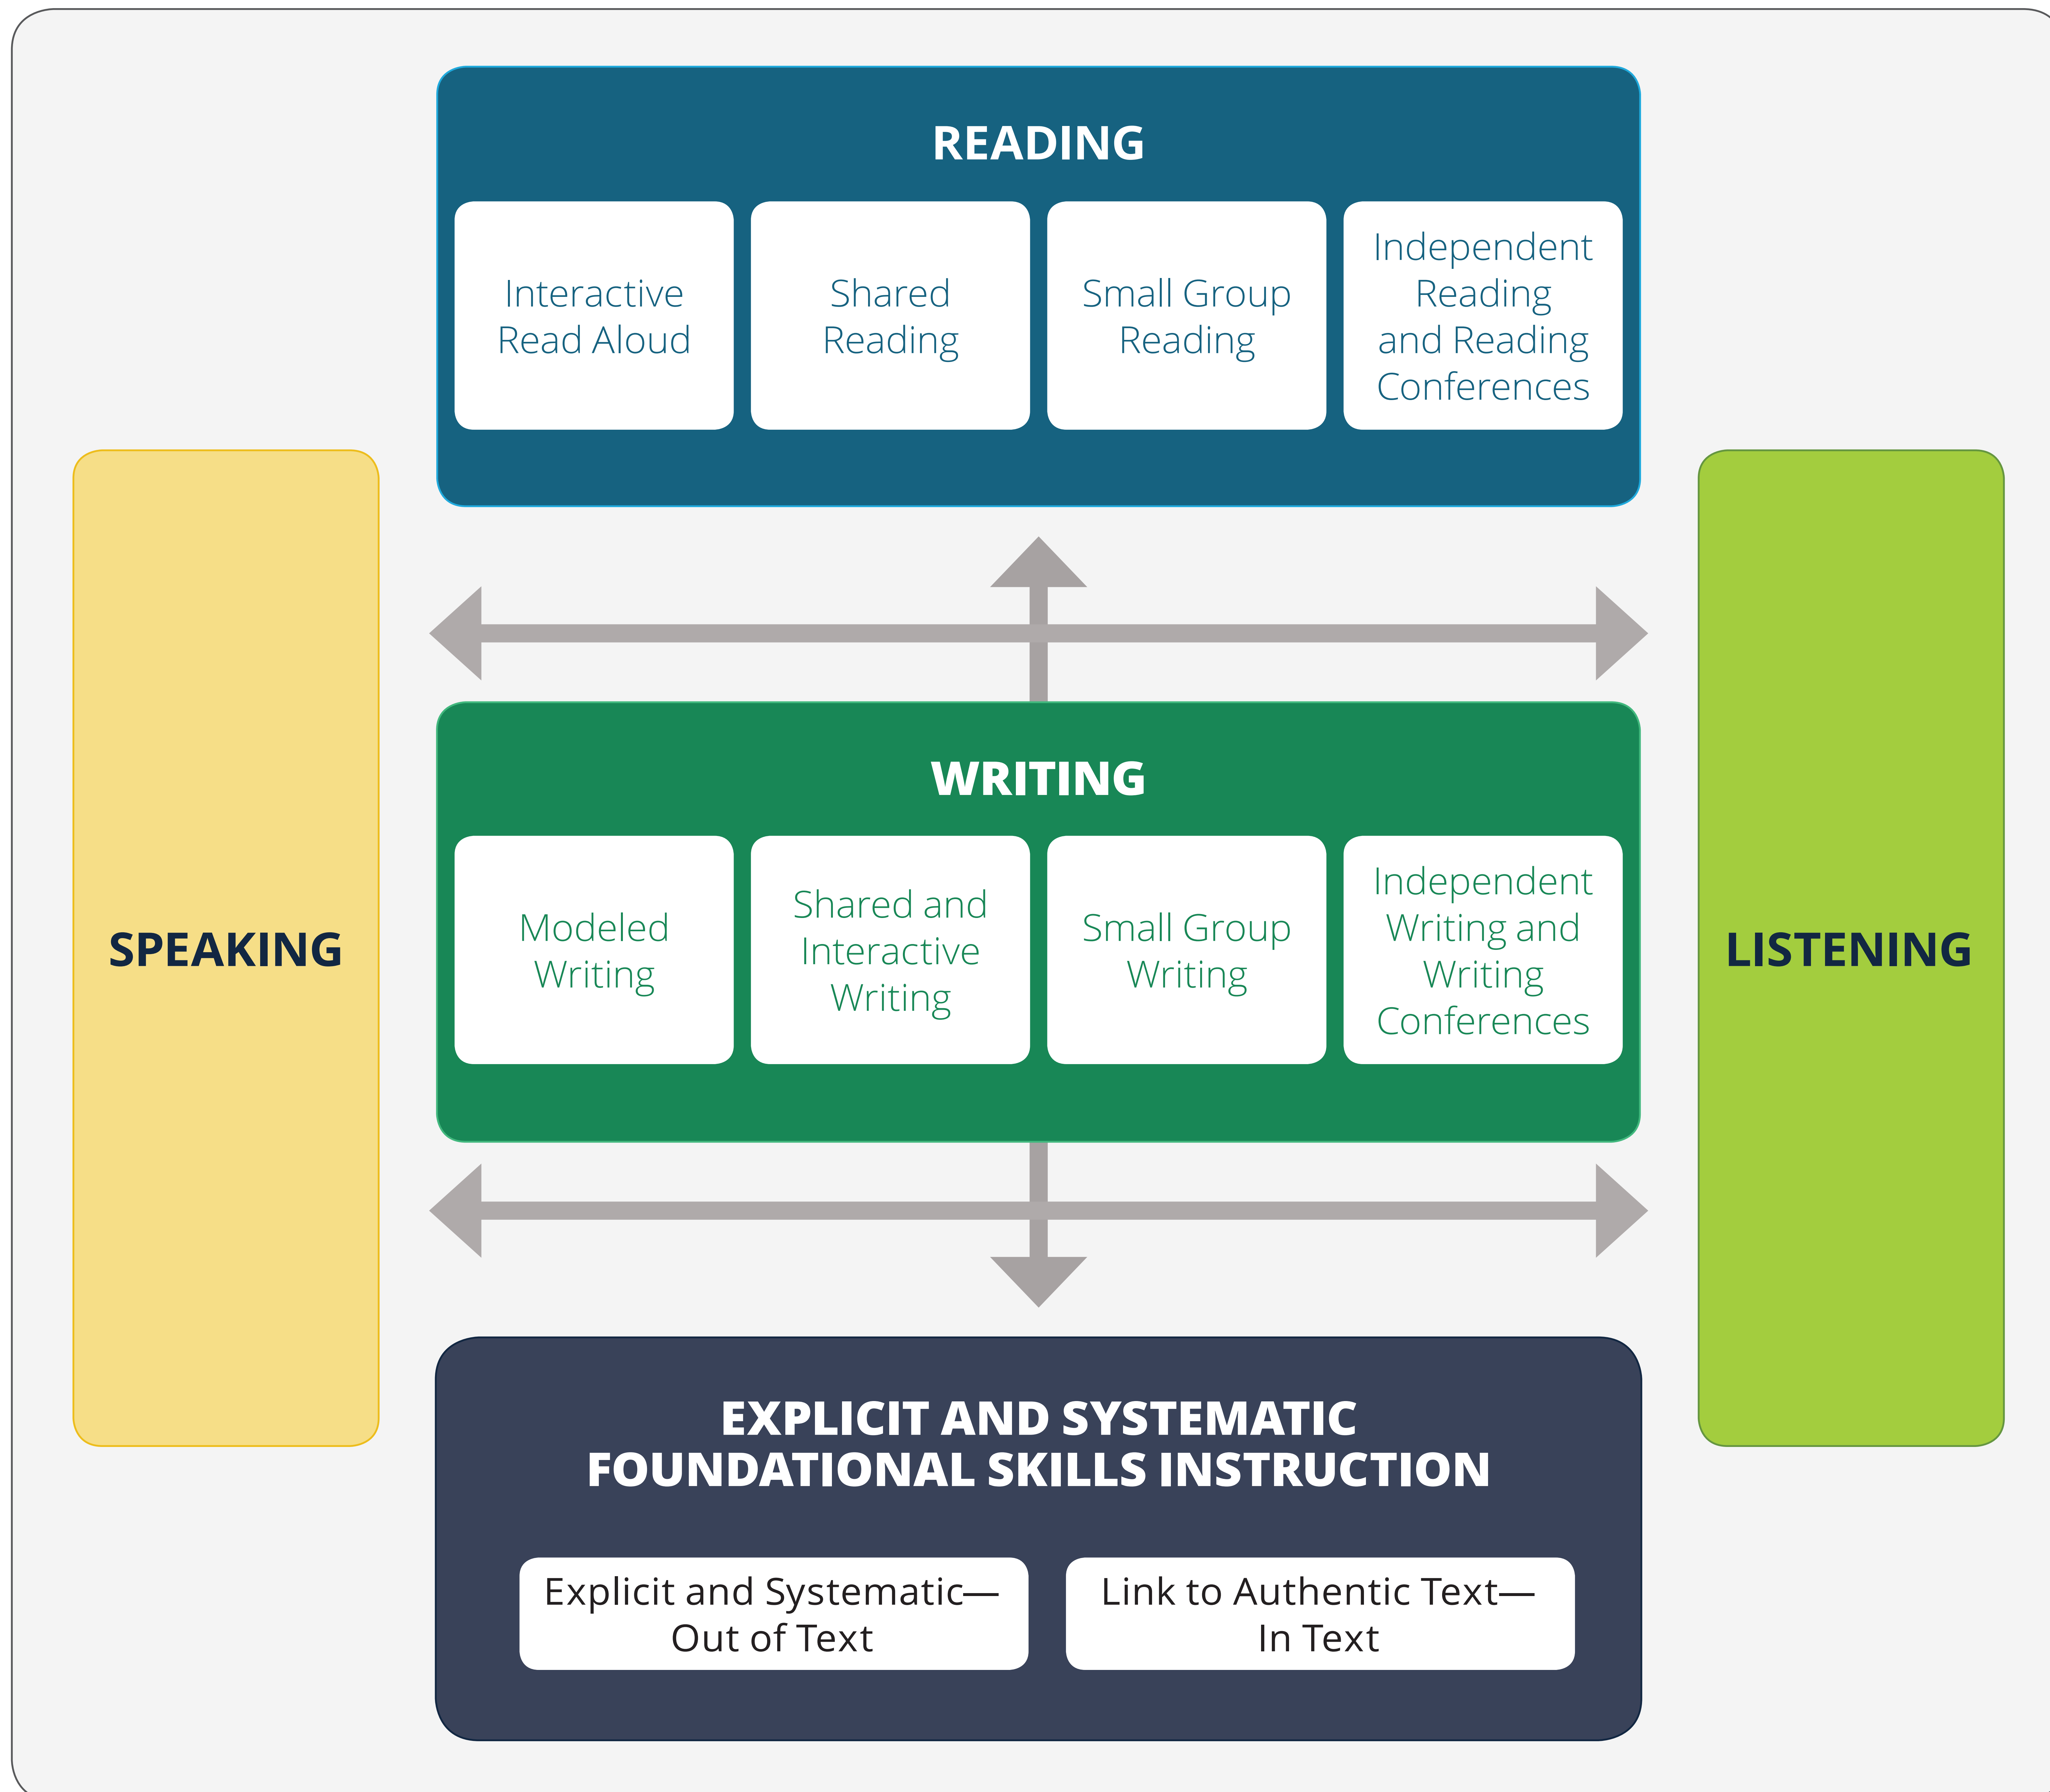 READING
Interactive
Read Aloud
Shared
Reading
Small Group
Reading
Independent
Reading
and Reading
Conferences
SPEAKING
WRITING
Modeled
Writing
Shared and
Interactive
Writing
Small Group
Writing
Independent
Writing and
Writing
Conferences
LISTENING
EXPLICIT AND SYSTEMATIC
FOUNDATIONAL SKILLS INSTRUCTION
Explicit and Systematic—
Out of Text
Link to Authentic Text—
In Text